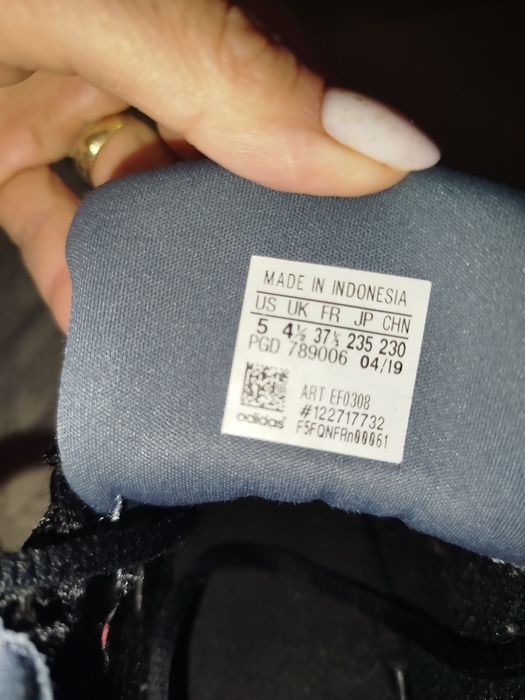 MADE IN INDONESIA
US UK FR JP CHN
5 4½ 37⅓ 235 230
PGD 789006 04/19
ART EF0308
#122717732
adidas F5FQNFRn00061